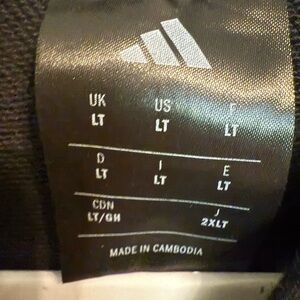 UK US F
LT LT LT
D I E
LT LT LT
CDN J
LT/GH 2XLT
MADE IN CAMBODIA